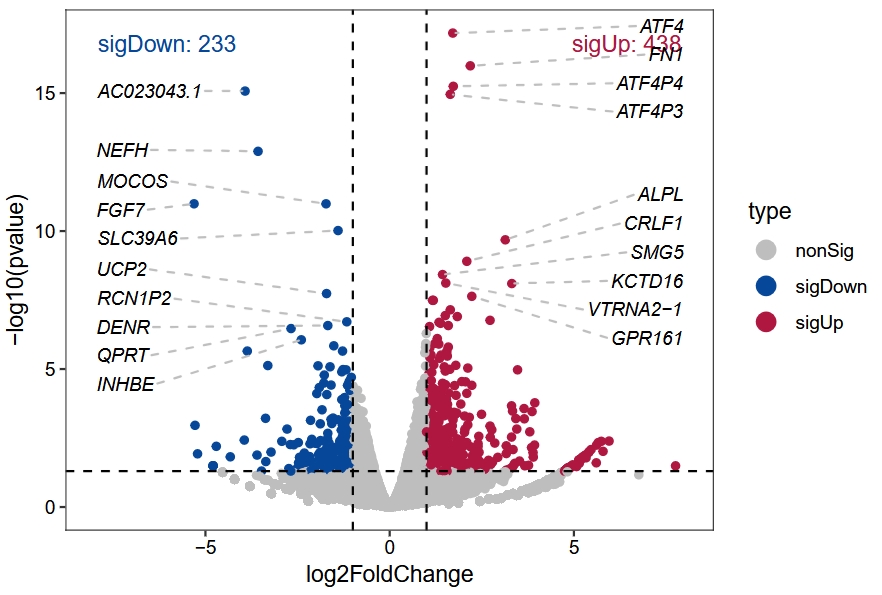 sigDown: 233
sigUp: 438
ATF4
FN1
ATF4P4
ATF4P3
AC023043.1
NEFH
MOCOS
FGF7
SLC39A6
UCP2
RCN1P2
DENR
QPRT
INHBE
ALPL
CRLF1
SMG5
KCTD16
VTRNA2−1
GPR161
−log10(pvalue)
15
10
5
0
−5
0
5
log2FoldChange
type
nonSig
sigDown
sigUp